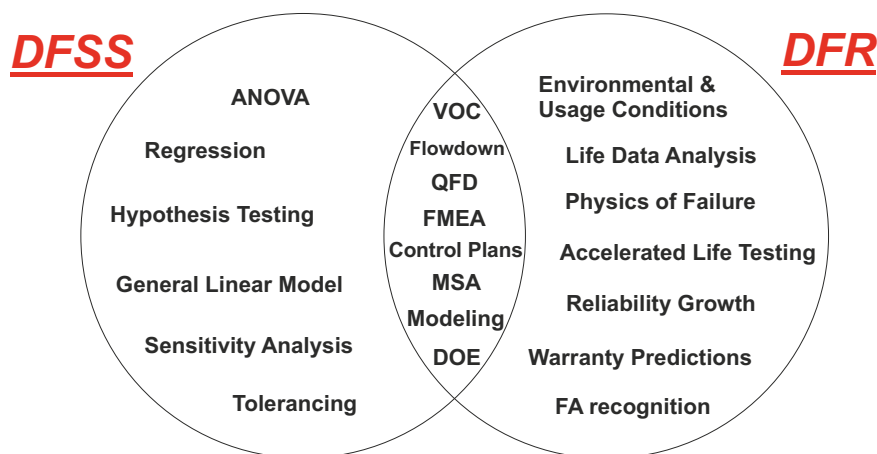 DFSS
DFR
ANOVA
Regression
Hypothesis Testing
General Linear Model
Sensitivity Analysis
Tolerancing
VOC
Flowdown
QFD
FMEA
Control Plans
MSA
Modeling
DOE
Environmental &
Usage Conditions
Life Data Analysis
Physics of Failure
Accelerated Life Testing
Reliability Growth
Warranty Predictions
FA recognition